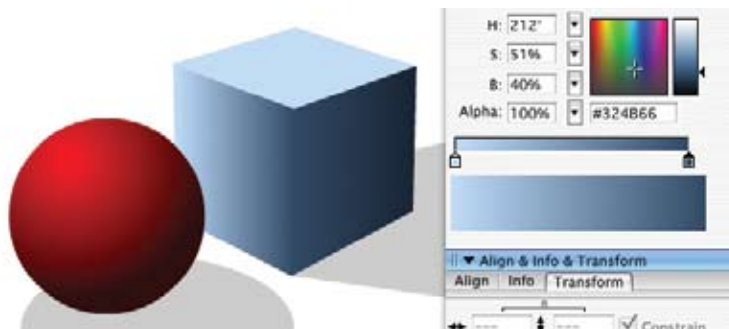 H: 212°
S: 51%
B: 40%
Alpha: 100% #324B66
Align & Info & Transform
Align Info Transform
--- --- Constrain